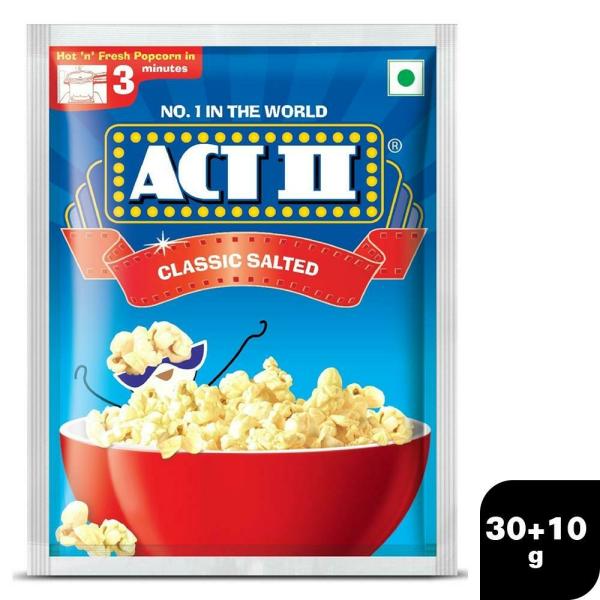 Hot 'n' Fresh Popcorn in
3 minutes
NO. 1 IN THE WORLD
ACT II ®
CLASSIC SALTED
30+10
g